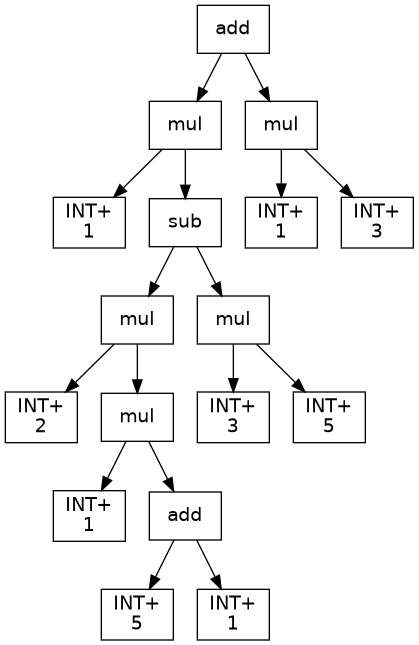 add
mul
mul
INT+
1
sub
INT+
1
INT+
3
mul
mul
INT+
2
mul
INT+
3
INT+
5
INT+
1
add
INT+
5
INT+
1